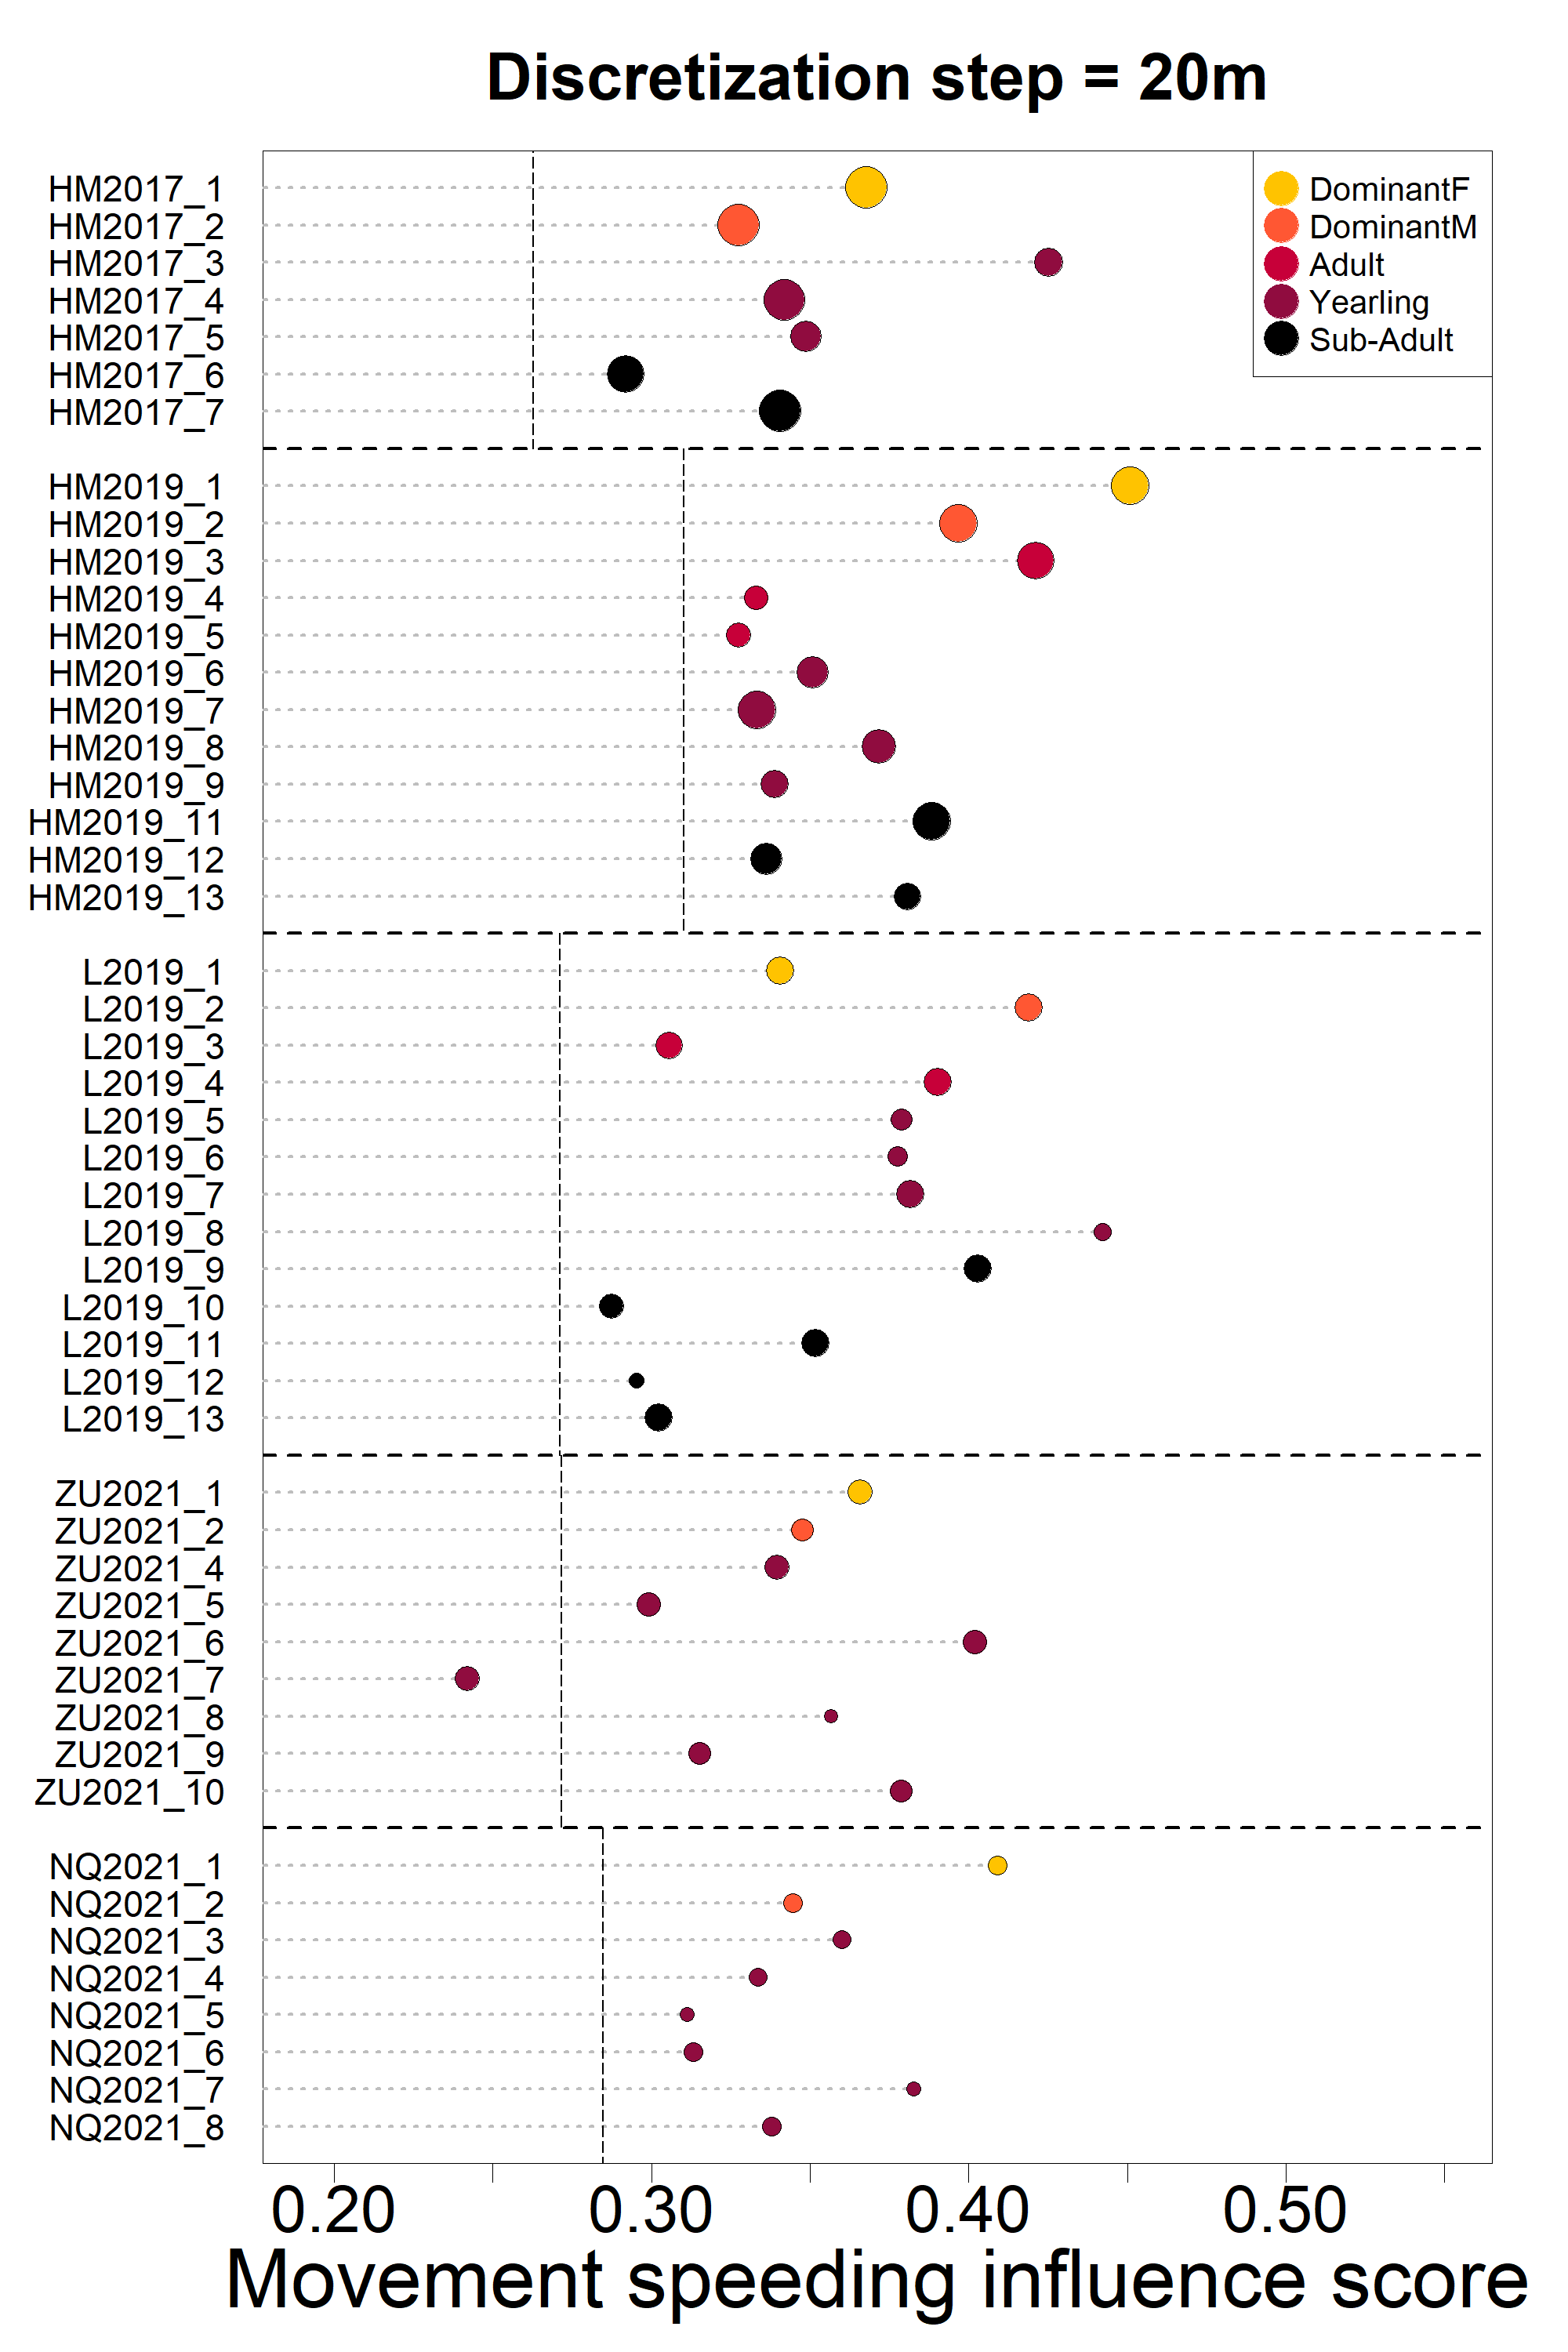 Discretization step = 20m
HM2017_1
HM2017_2
HM2017_3
HM2017_4
HM2017_5
HM2017_6
HM2017_7
DominantF
DominantM
Adult
Yearling
Sub-Adult
HM2019_1
HM2019_2
HM2019_3
HM2019_4
HM2019_5
HM2019_6
HM2019_7
HM2019_8
HM2019_9
HM2019_11
HM2019_12
HM2019_13
L2019_1
L2019_2
L2019_3
L2019_4
L2019_5
L2019_6
L2019_7
L2019_8
L2019_9
L2019_10
L2019_11
L2019_12
L2019_13
ZU2021_1
ZU2021_2
ZU2021_4
ZU2021_5
ZU2021_6
ZU2021_7
ZU2021_8
ZU2021_9
ZU2021_10
NQ2021_1
NQ2021_2
NQ2021_3
NQ2021_4
NQ2021_5
NQ2021_6
NQ2021_7
NQ2021_8
0.20 0.30 0.40 0.50
Movement speeding influence score